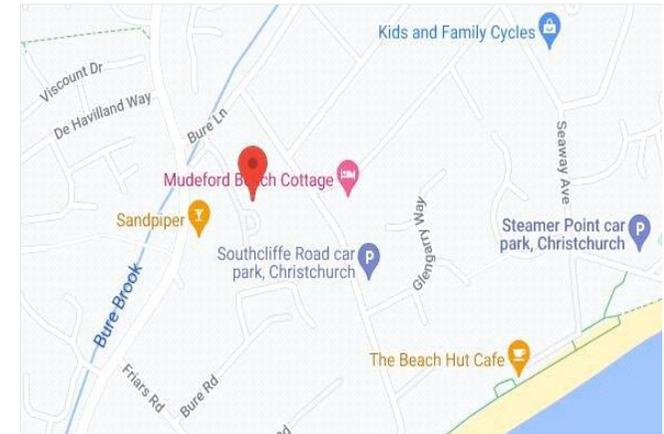 Kids and Family Cycles
Viscount Dr
De Havilland Way
Bure Ln
Seaway Ave
Mudeford B ch Cottage
Sandpiper
Glengarry Way
Steamer Point car
park, Christchurch
Southcliffe Road car
park, Christchurch
Bure Brook
The Beach Hut Cafe
Friars Rd
Bure Rd